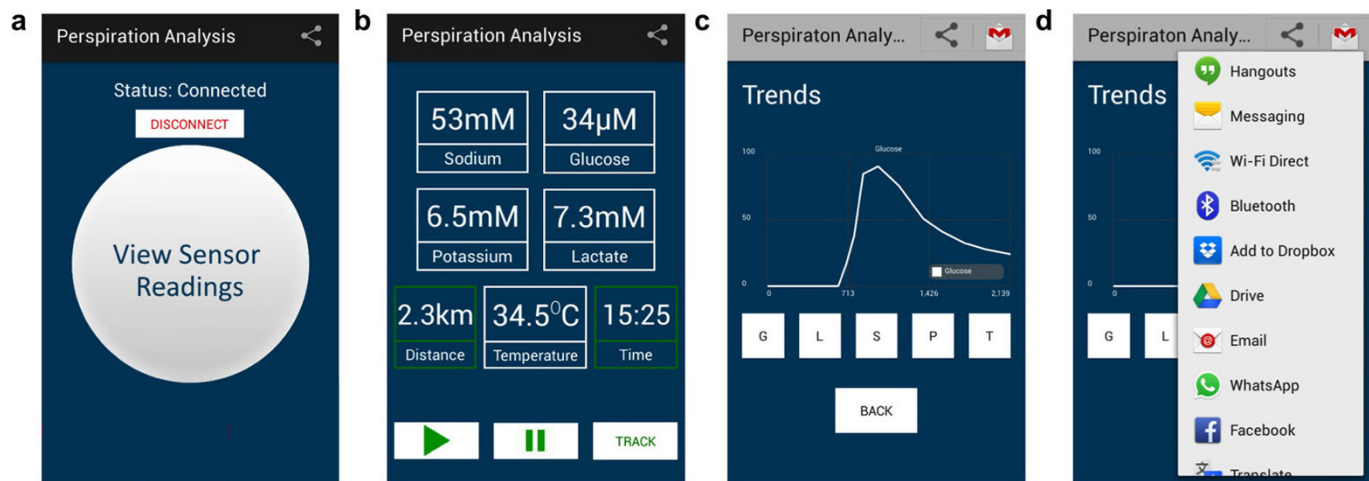 a
Perspiration Analysis
Status: Connected
DISCONNECT
View Sensor
Readings
b
Perspiration Analysis
53mM
34µM
Sodium
Glucose
6.5mM
7.3mM
Potassium
Lactate
2.3km
34.5⁰C
15:25
Distance
Temperature
Time
TRACK
c
Perspiraton Analy...
Trends
Glucose
100
50
0
Glucose
0
713
1,426
2,139
G
L
S
P
T
BACK
d
Perspiraton Analy...
Trends
100
50
0
0
G
L
Hangouts
Messaging
Wi-Fi Direct
Bluetooth
Add to Dropbox
Drive
Email
WhatsApp
Facebook
Translate